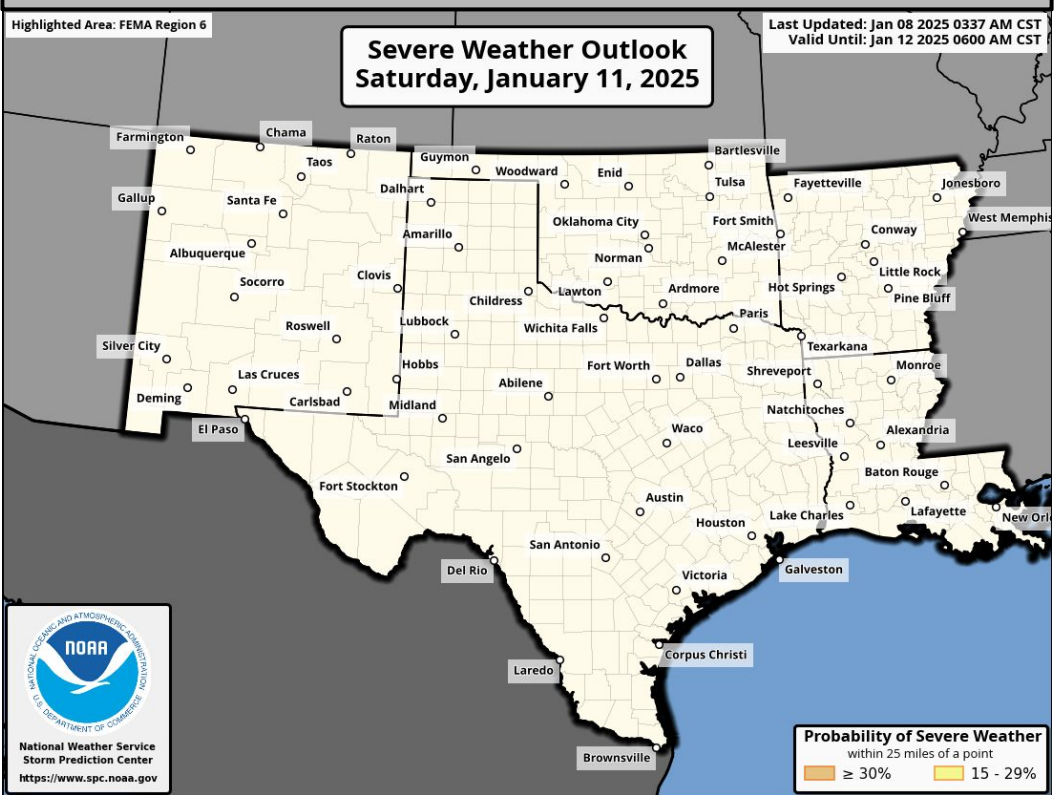 Highlighted Area: FEMA Region 6
Severe Weather Outlook
Saturday, January 11, 2025
Last Updated: Jan 08 2025 0337 AM CST
Valid Until: Jan 12 2025 0600 AM CST
Farmington
Chama
Raton
Taos
Gallup
Santa Fe
Albuquerque
Socorro
Clovis
Roswell
Silver City
Deming
Las Cruces
Carlsbad
Hobbs
Guymon
Woodward
Enid
Bartlesville
Tulsa
Oklahoma City
Norman
McAlester
Lawton
Ardmore
Fayetteville
Jonesboro
West Memphis
Fort Smith
Conway
Little Rock
Hot Springs
Pine Bluff
Texarkana
Dalhart
Amarillo
Childress
Lubbock
Wichita Falls
Paris
Fort Worth
Dallas
Abilene
Midland
El Paso
San Angelo
Waco
Fort Stockton
Austin
Houston
San Antonio
Del Rio
Galveston
Victoria
Corpus Christi
Laredo
Brownsville
Shreveport
Monroe
Natchitoches
Alexandria
Leesville
Baton Rouge
Lake Charles
Lafayette
New Orl
NATIONAL OCEANIC AND ATMOSPHERIC ADMINISTRATION
NOAA
U.S. DEPARTMENT OF COMMERCE
National Weather Service
Storm Prediction Center
https://www.spc.noaa.gov
Probability of Severe Weather
within 25 miles of a point
≥ 30%
15 - 29%